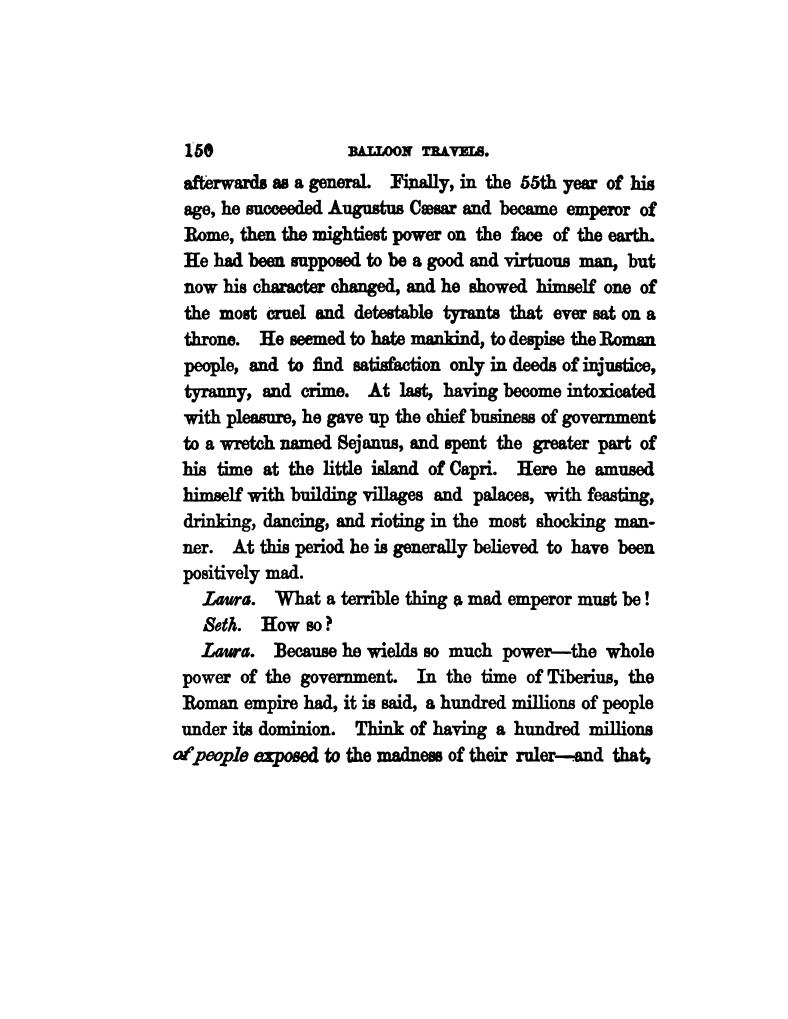 150 BALLOON TRAVELS.
afterwards as a general. Finally, in the 55th year of his
age, he succeeded Augustus Cæsar and became emperor of
Rome, then the mightiest power on the face of the earth.
He had been supposed to be a good and virtuous man, but
now his character changed, and he showed himself one of
the most cruel and detestable tyrants that ever sat on a
throne. He seemed to hate mankind, to despise the Roman
people, and to find satisfaction only in deeds of injustice,
tyranny, and crime. At last, having become intoxicated
with pleasure, he gave up the chief business of government
to a wretch named Sejanus, and spent the greater part of
his time at the little island of Capri. Here he amused
himself with building villages and palaces, with feasting,
drinking, dancing, and rioting in the most shocking man-
ner. At this period he is generally believed to have been
positively mad.
Laura. What a terrible thing a mad emperor must be!
Seth. How so?
Laura. Because he wields so much power—the whole
power of the government. In the time of Tiberius, the
Roman empire had, it is said, a hundred millions of people
under its dominion. Think of having a hundred millions
of people exposed to the madness of their ruler—and that,